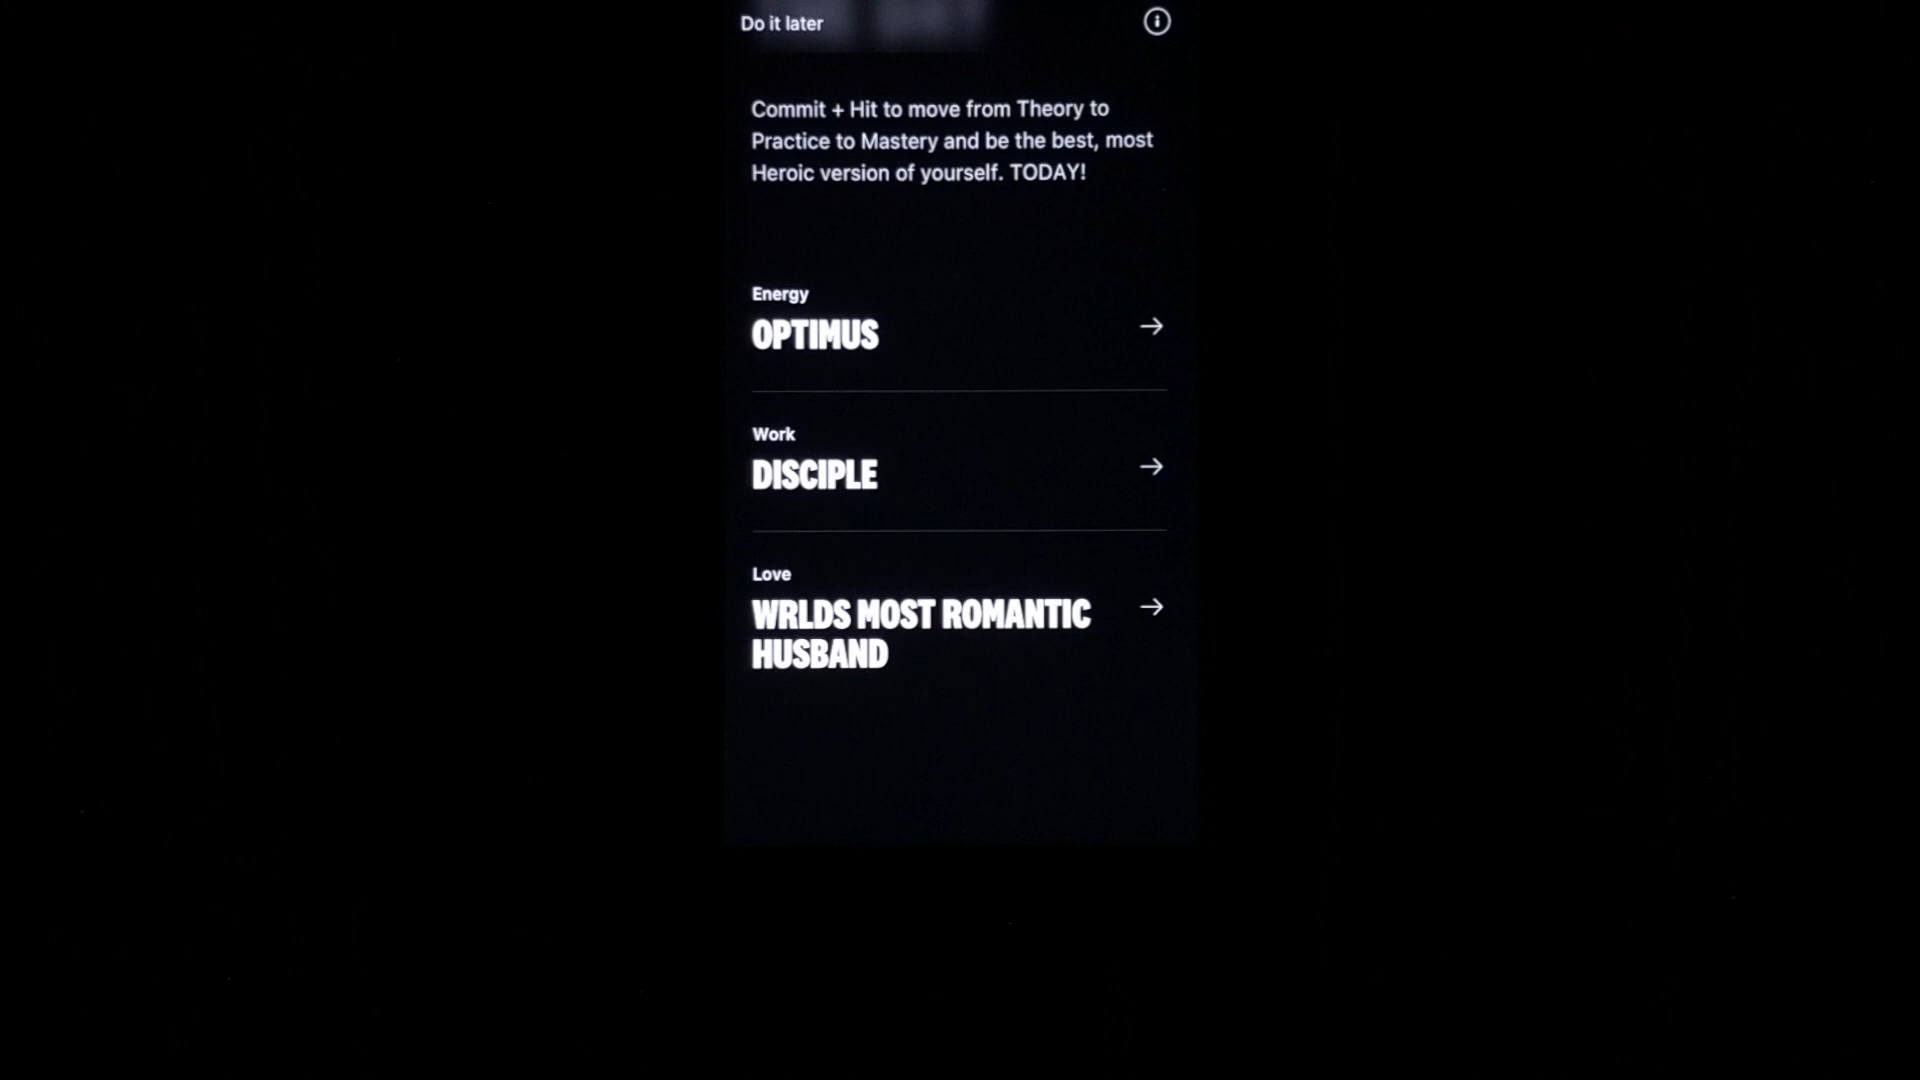 Do it later
Commit + Hit to move from Theory to
Practice to Mastery and be the best, most
Heroic version of yourself. TODAY!
Energy
OPTIMUS
Work
DISCIPLE
Love
WRLDS MOST ROMANTIC
HUSBAND